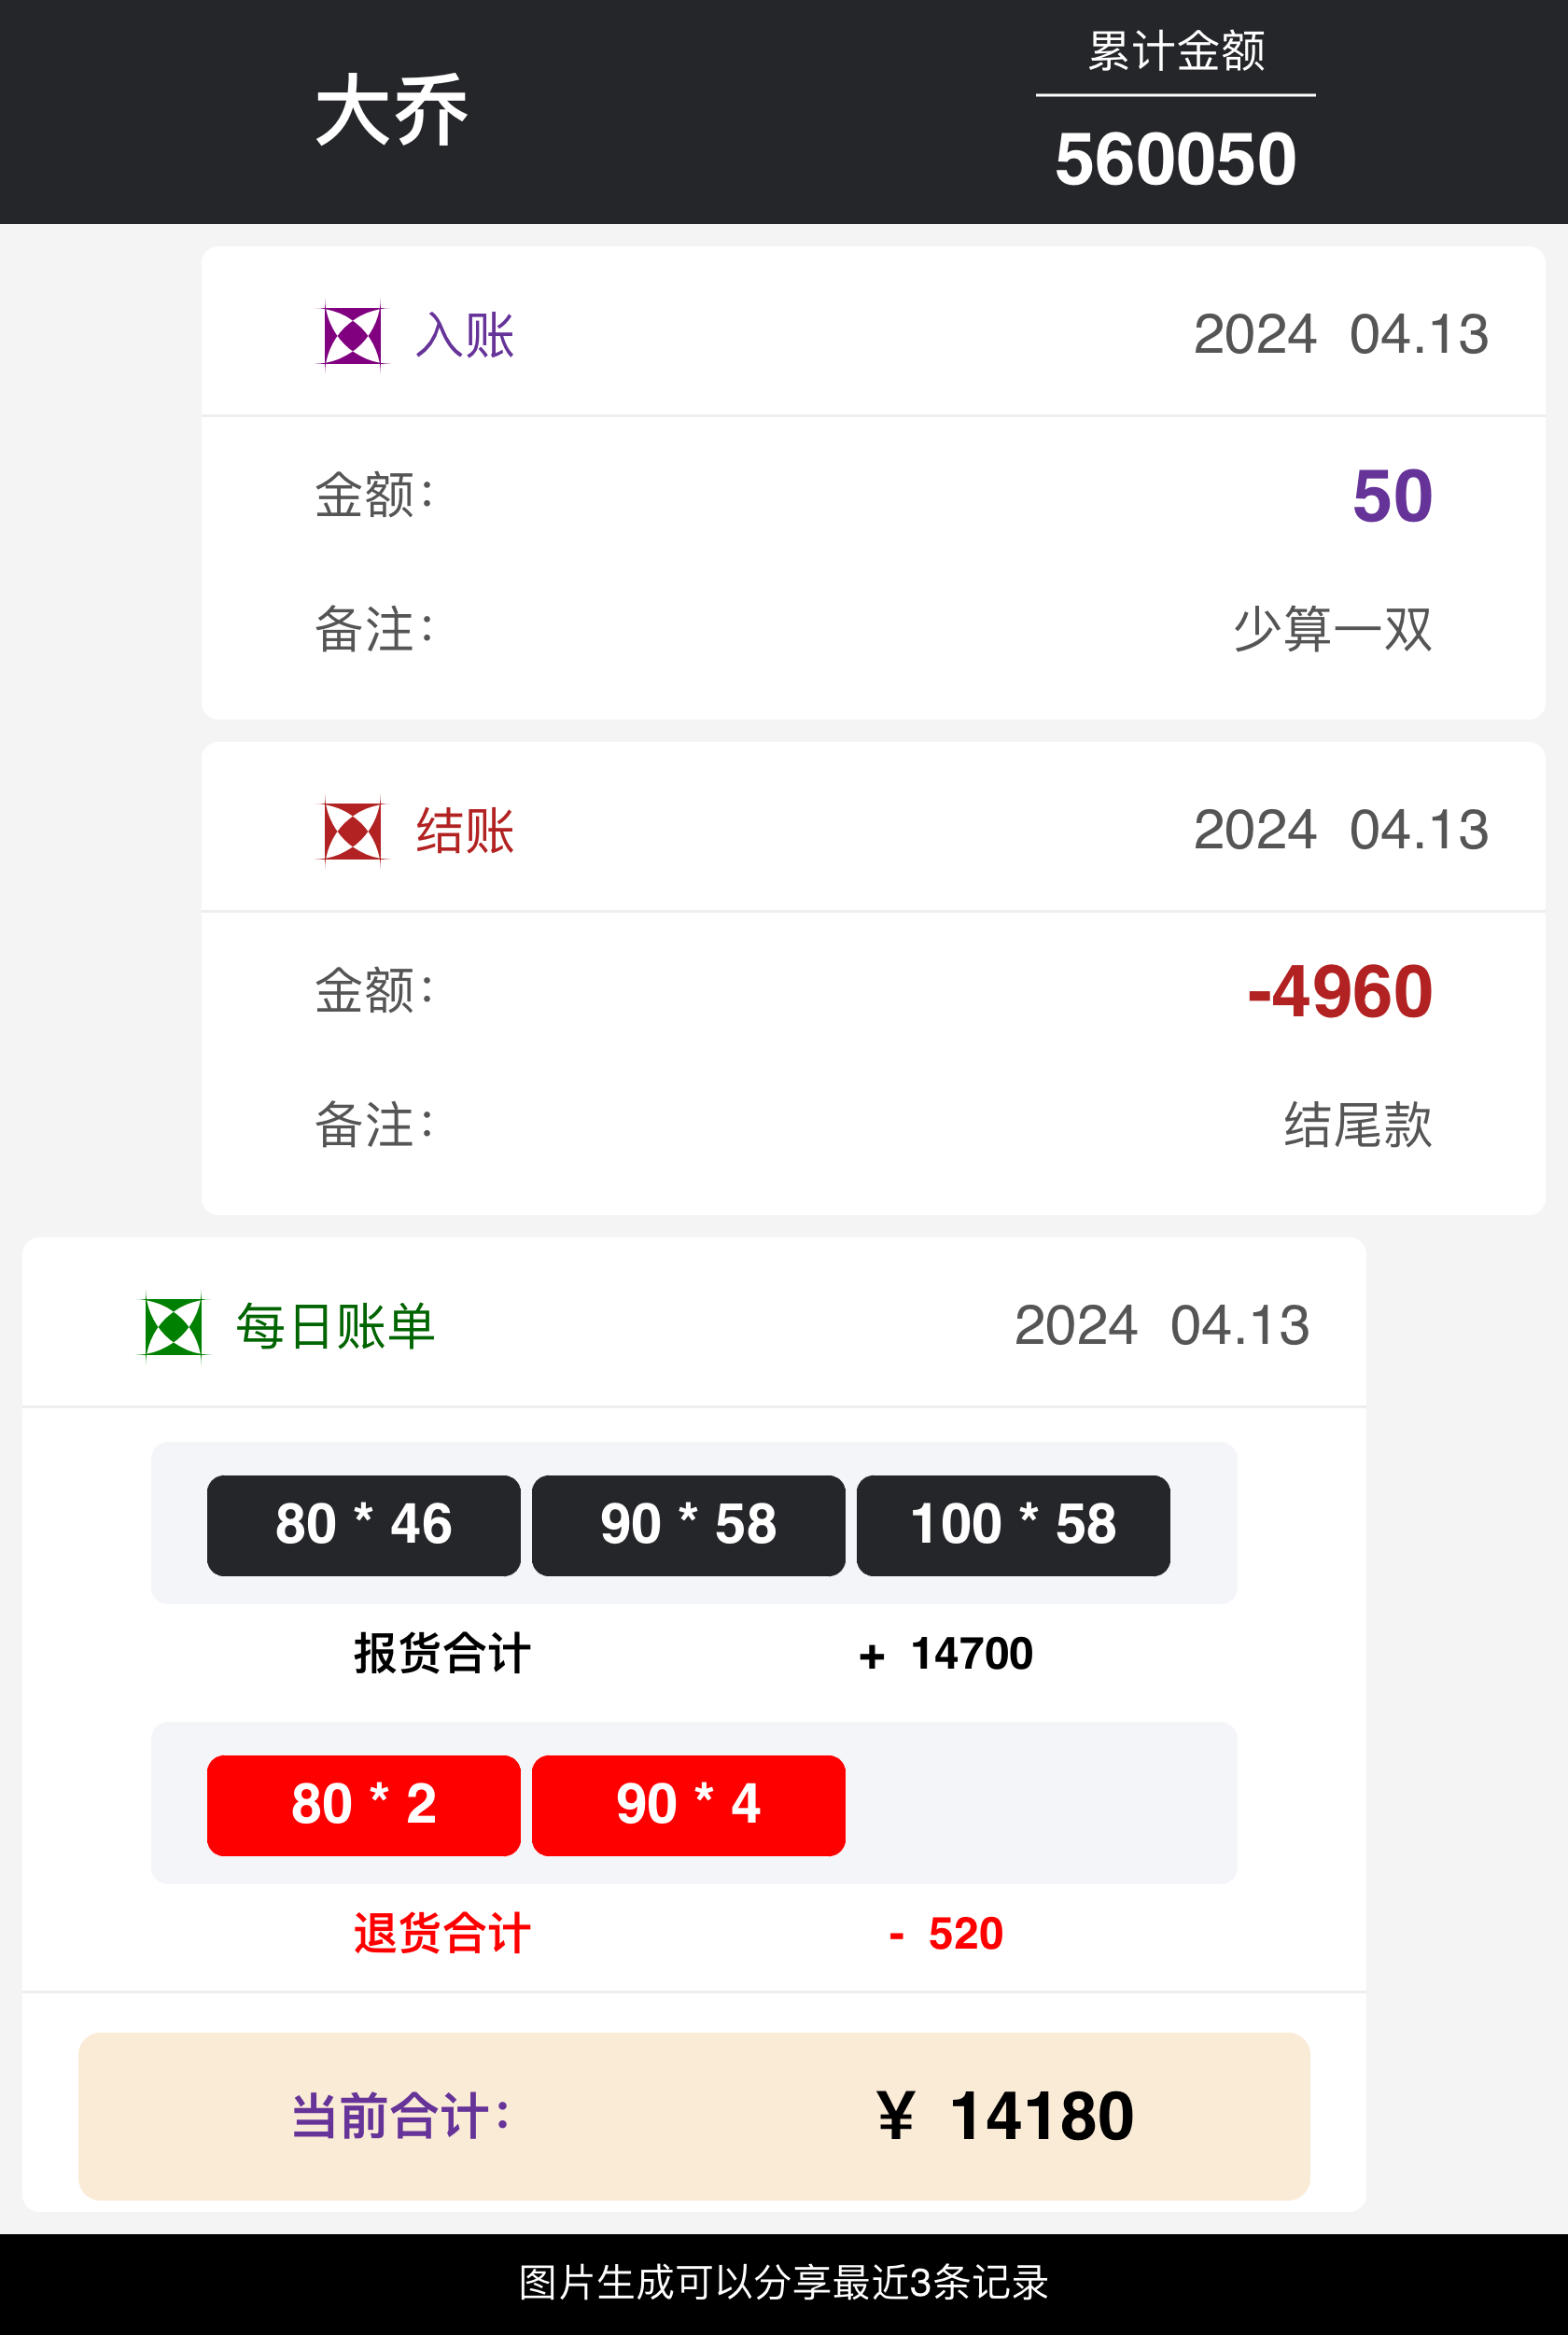 大乔
累计金额
560050
入账 2024 04.13
金额： 50
备注： 少算一双
结账 2024 04.13
金额： -4960
备注： 结尾款
每日账单 2024 04.13
80 * 46 90 * 58 100 * 58
报货合计 + 14700
80 * 2 90 * 4
退货合计 - 520
当前合计： ¥ 14180
图片生成可以分享最近3条记录